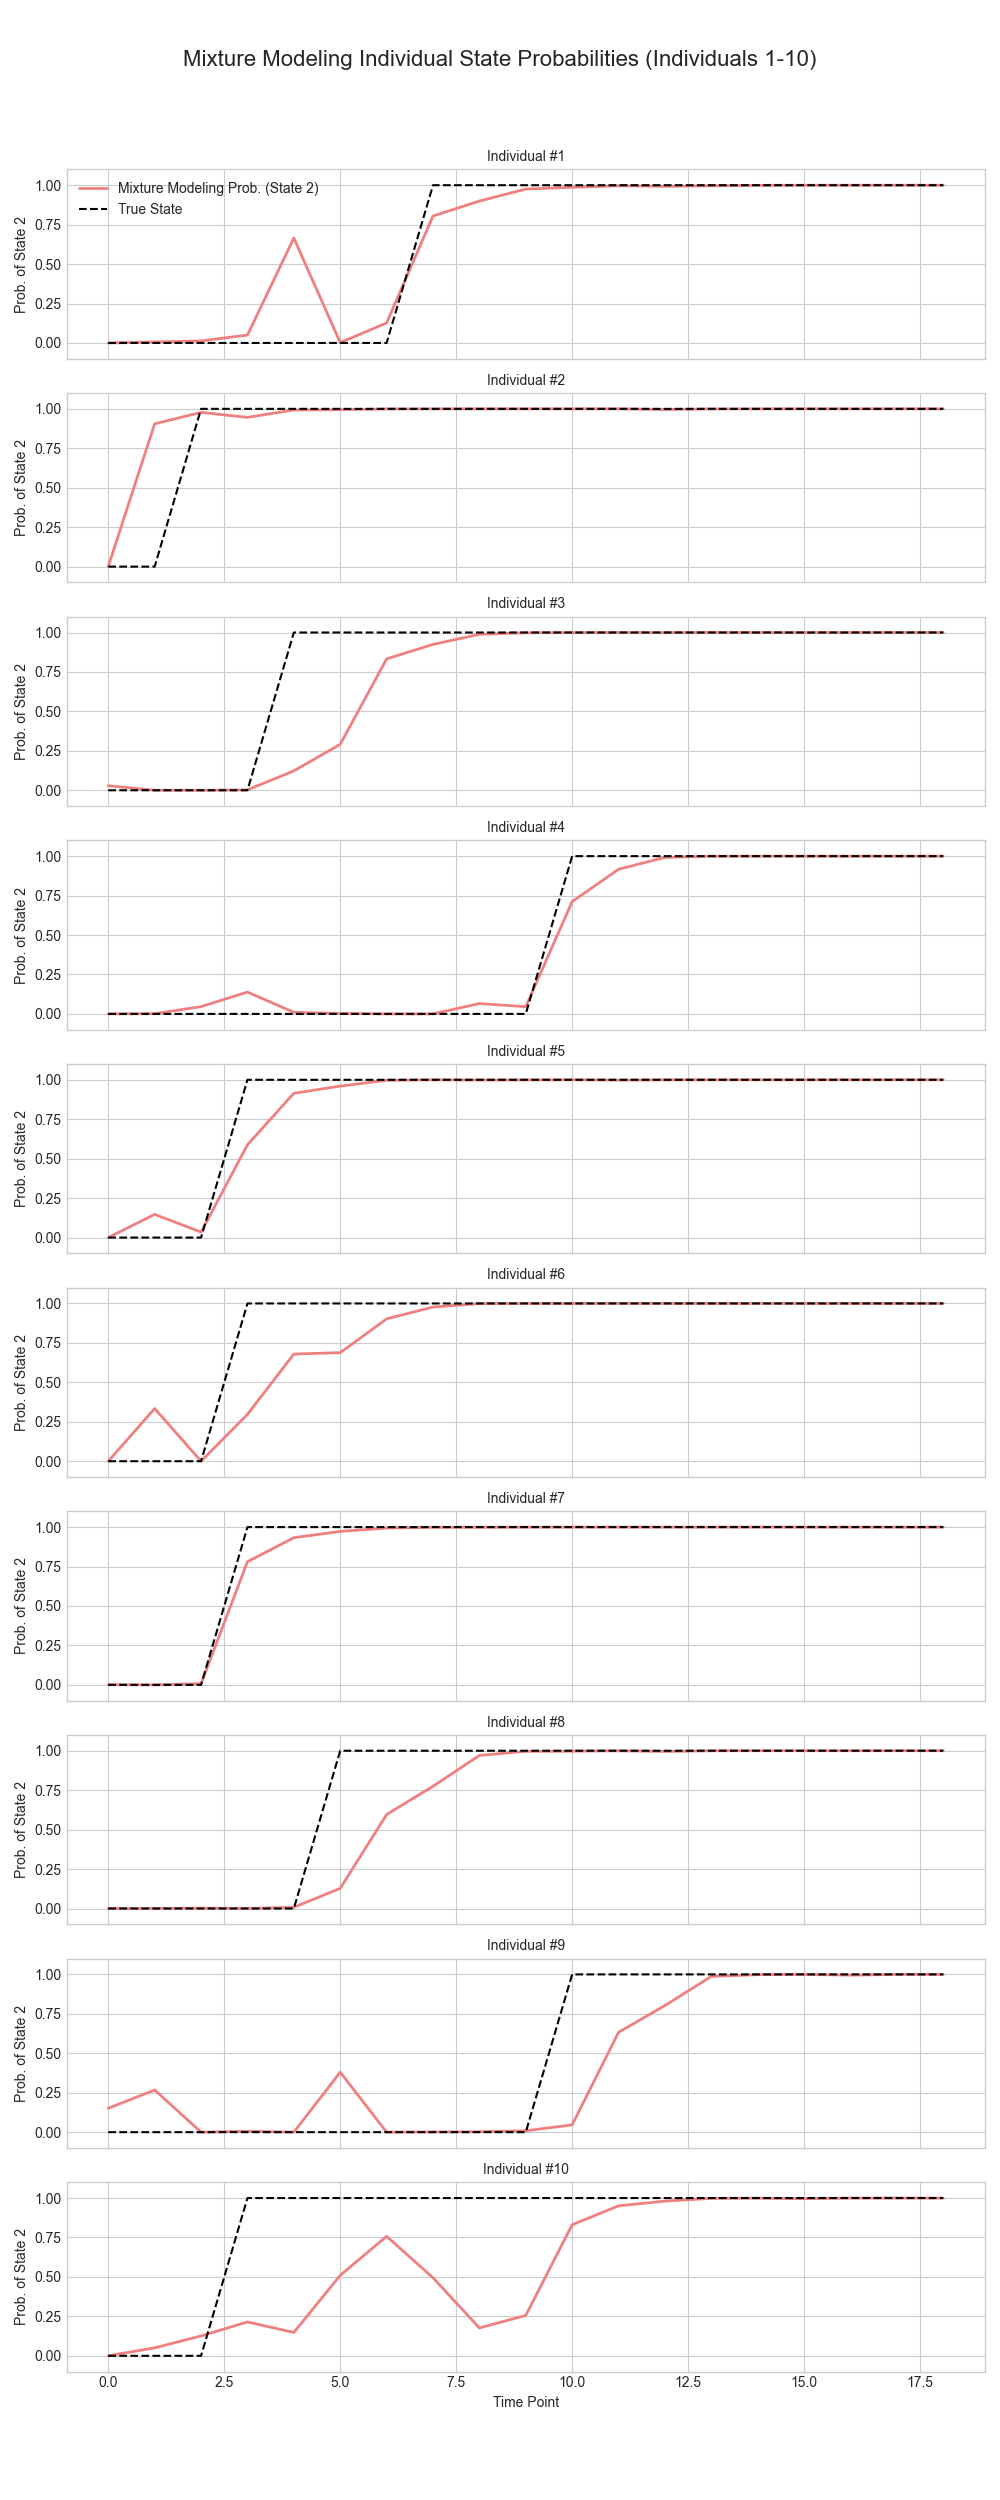 Mixture Modeling Individual State Probabilities (Individuals 1-10)
Individual #1
Mixture Modeling Prob. (State 2)
True State
Prob. of State 2
1.00
0.75
0.50
0.25
0.00
Individual #2
Prob. of State 2
1.00
0.75
0.50
0.25
0.00
Individual #3
Prob. of State 2
1.00
0.75
0.50
0.25
0.00
Individual #4
Prob. of State 2
1.00
0.75
0.50
0.25
0.00
Individual #5
Prob. of State 2
1.00
0.75
0.50
0.25
0.00
Individual #6
Prob. of State 2
1.00
0.75
0.50
0.25
0.00
Individual #7
Prob. of State 2
1.00
0.75
0.50
0.25
0.00
Individual #8
Prob. of State 2
1.00
0.75
0.50
0.25
0.00
Individual #9
Prob. of State 2
1.00
0.75
0.50
0.25
0.00
Individual #10
Prob. of State 2
1.00
0.75
0.50
0.25
0.00
0.0 2.5 5.0 7.5 10.0 12.5 15.0 17.5
Time Point